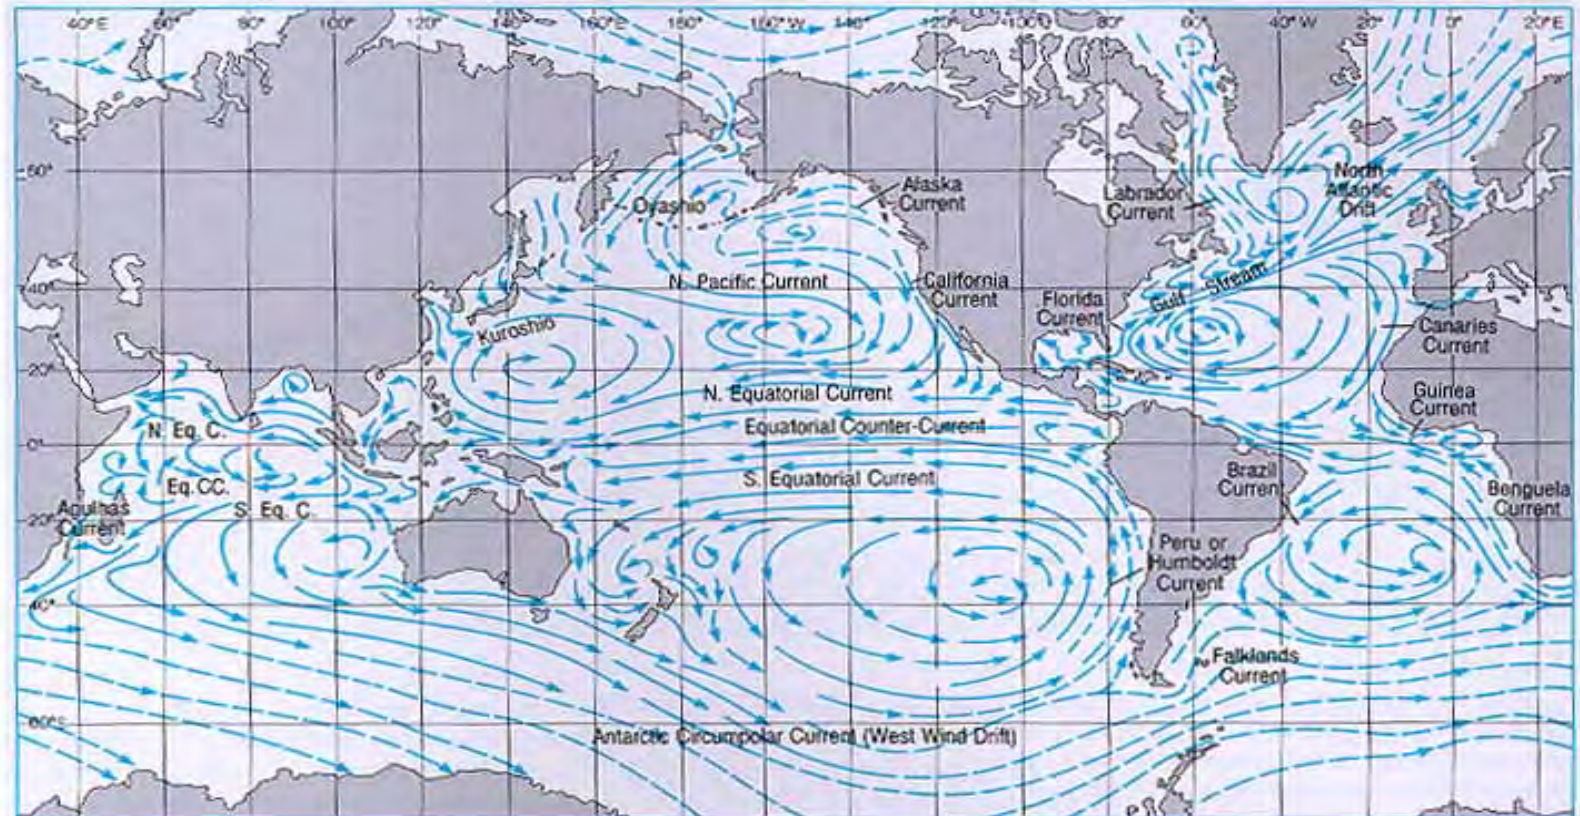 40°E 60° 80° 100° 120° 140° 160°E 180° 160°W 140° 120° 100° 80° 60° 40°W 20° 0° 20°E
60°
Alaska
Current
Oyashio
Labrador
Current
North
Atlantic
Drift
40°
N. Pacific Current
California
Current
Florida
Current
Gulf Stream
Kuroshio
Canaries
Current
20°
N. Equatorial Current
Guinea
Current
N. Eq. C.
Equatorial Counter-Current
0°
Eq. CC.
S. Equatorial Current
Brazil
Current
Benguela
Current
S. Eq. C.
Agulhas
Current
20°
Peru or
Humboldt
Current
40°
Falklands
Current
60°S
Antarctic Circumpolar Current (West Wind Drift)